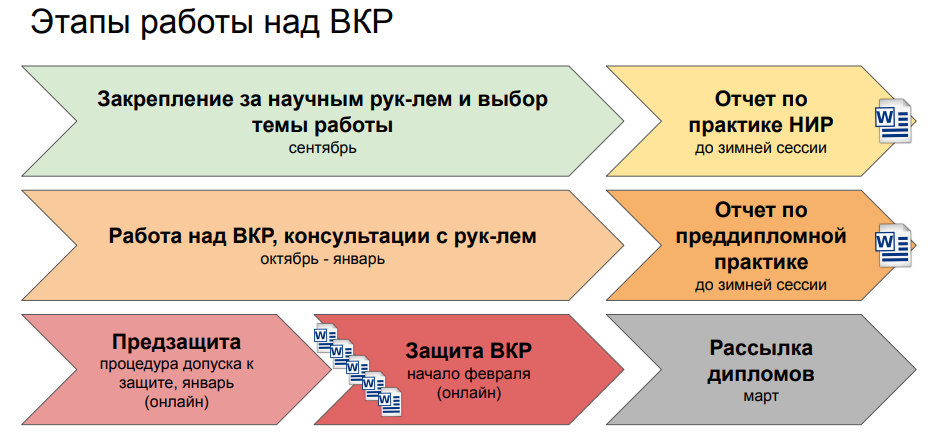 Этапы работы над ВКР
Закрепление за научным рук-лем и выбор
темы работы
сентябрь
Отчет по
практике НИР
до зимней сессии
W
Работа над ВКР, консультации с рук-лем
октябрь - январь
Отчет по
преддипломной
практике
до зимней сессии
W
Предзащита
процедура допуска к
защите, январь
(онлайн)
W
W
W
W
W
Защита ВКР
начало февраля
(онлайн)
Рассылка
дипломов
март